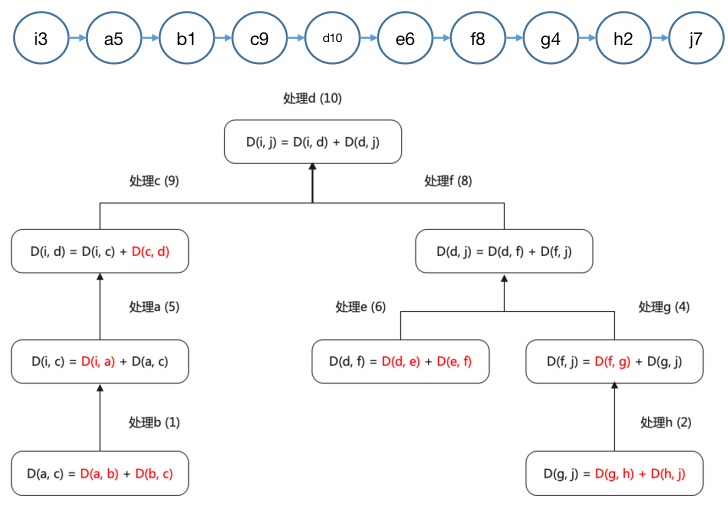 i3 a5 b1 c9 d10 e6 f8 g4 h2 j7
处理d (10)
D(i, j) = D(i, d) + D(d, j)
处理c (9) 处理f (8)
D(i, d) = D(i, c) + D(c, d) D(d, j) = D(d, f) + D(f, j)
处理a (5) 处理e (6) 处理g (4)
D(i, c) = D(i, a) + D(a, c) D(d, f) = D(d, e) + D(e, f) D(f, j) = D(f, g) + D(g, j)
处理b (1) 处理h (2)
D(a, c) = D(a, b) + D(b, c) D(g, j) = D(g, h) + D(h, j)